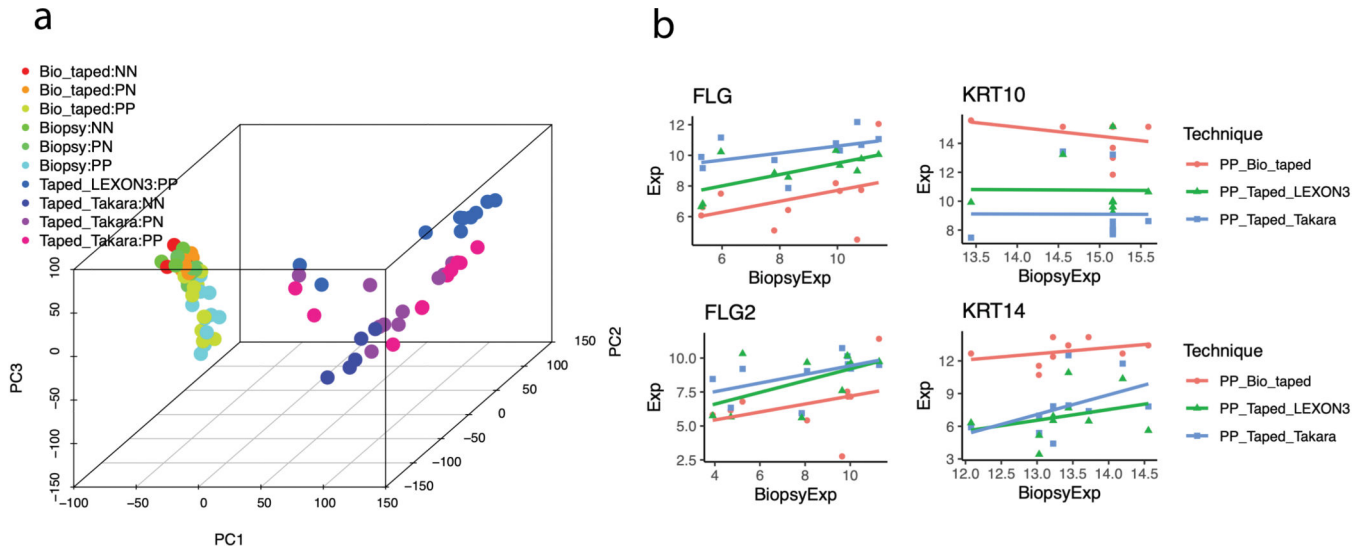 a
Bio_taped:NN
Bio_taped:PN
Bio_taped:PP
Biopsy:NN
Biopsy:PN
Biopsy:PP
Taped_LEXON3:PP
Taped_Takara:NN
Taped_Takara:PN
Taped_Takara:PP
PC3
100
50
0
−50
−100
−150
−100
−50
0
50
100
150
PC1
−150
−100
−50
0
50
100
150
PC2
b
FLG
Exp
12
10
8
6
6
8
10
BiopsyExp
KRT10
14
12
10
8
13.5
14.0
14.5
15.0
15.5
BiopsyExp
Technique
PP_Bio_taped
PP_Taped_LEXON3
PP_Taped_Takara
FLG2
Exp
10.0
7.5
5.0
2.5
4
6
8
10
BiopsyExp
KRT14
Exp
12
9
6
3
12.0
12.5
13.0
13.5
14.0
14.5
BiopsyExp
Technique
PP_Bio_taped
PP_Taped_LEXON3
PP_Taped_Takara